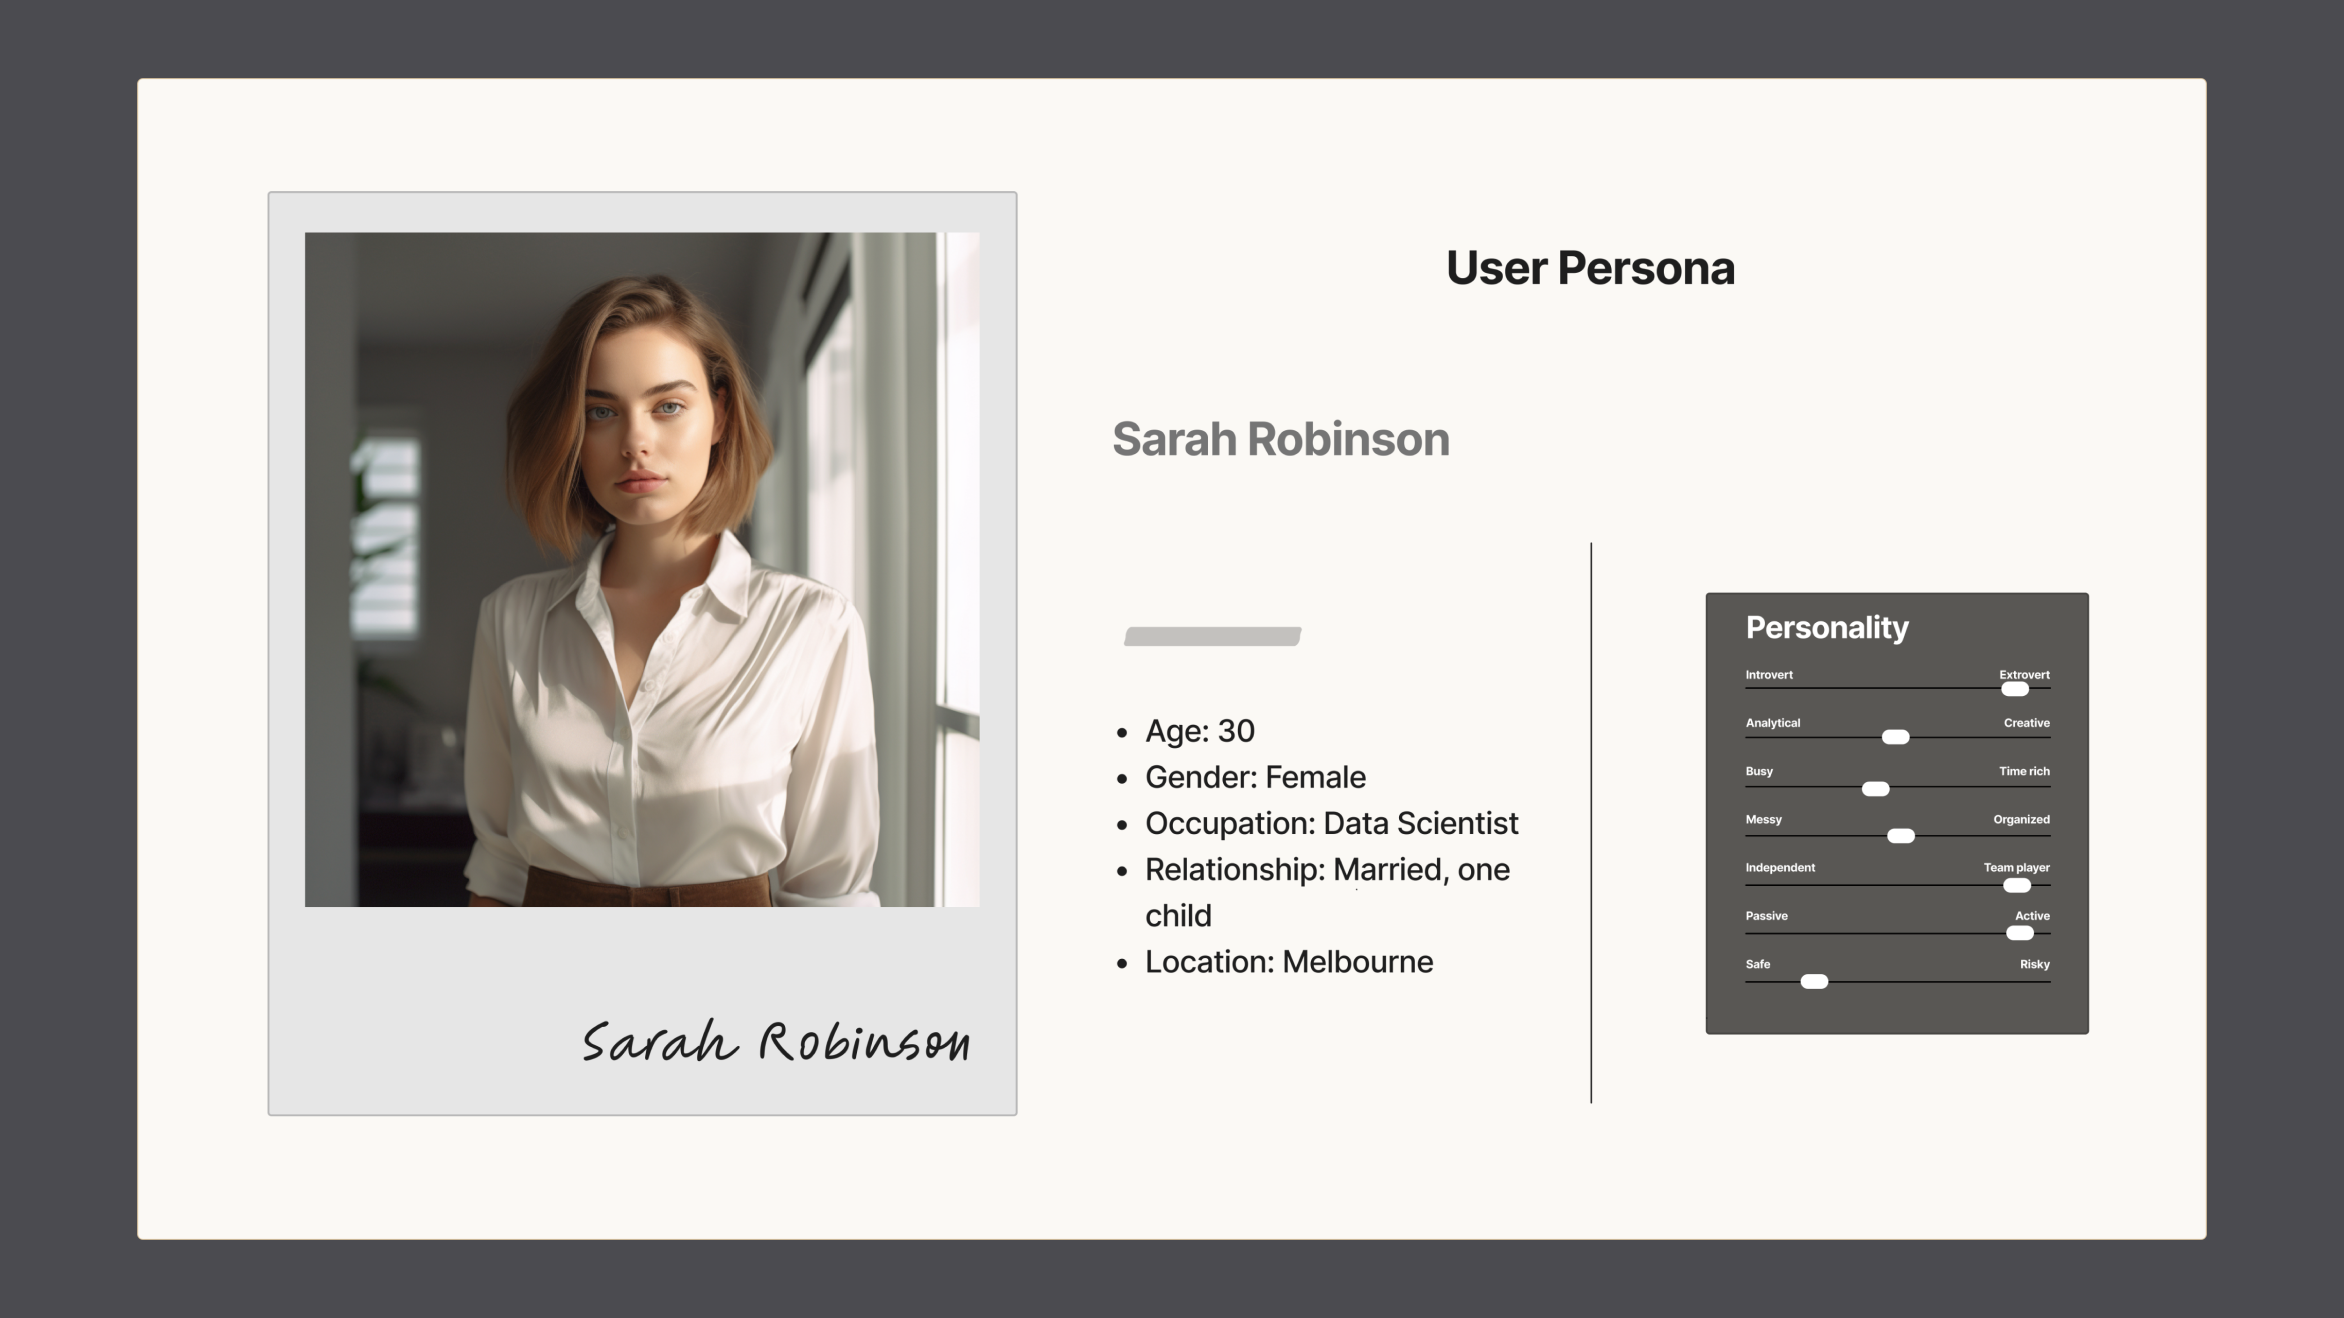 User Persona
Sarah Robinson
Sarah Robinson
• Age: 30
• Gender: Female
• Occupation: Data Scientist
• Relationship: Married, one
child
• Location: Melbourne
Personality
Introvert Extrovert
Analytical Creative
Busy Time rich
Messy Organized
Independent Team player
Passive Active
Safe Risky